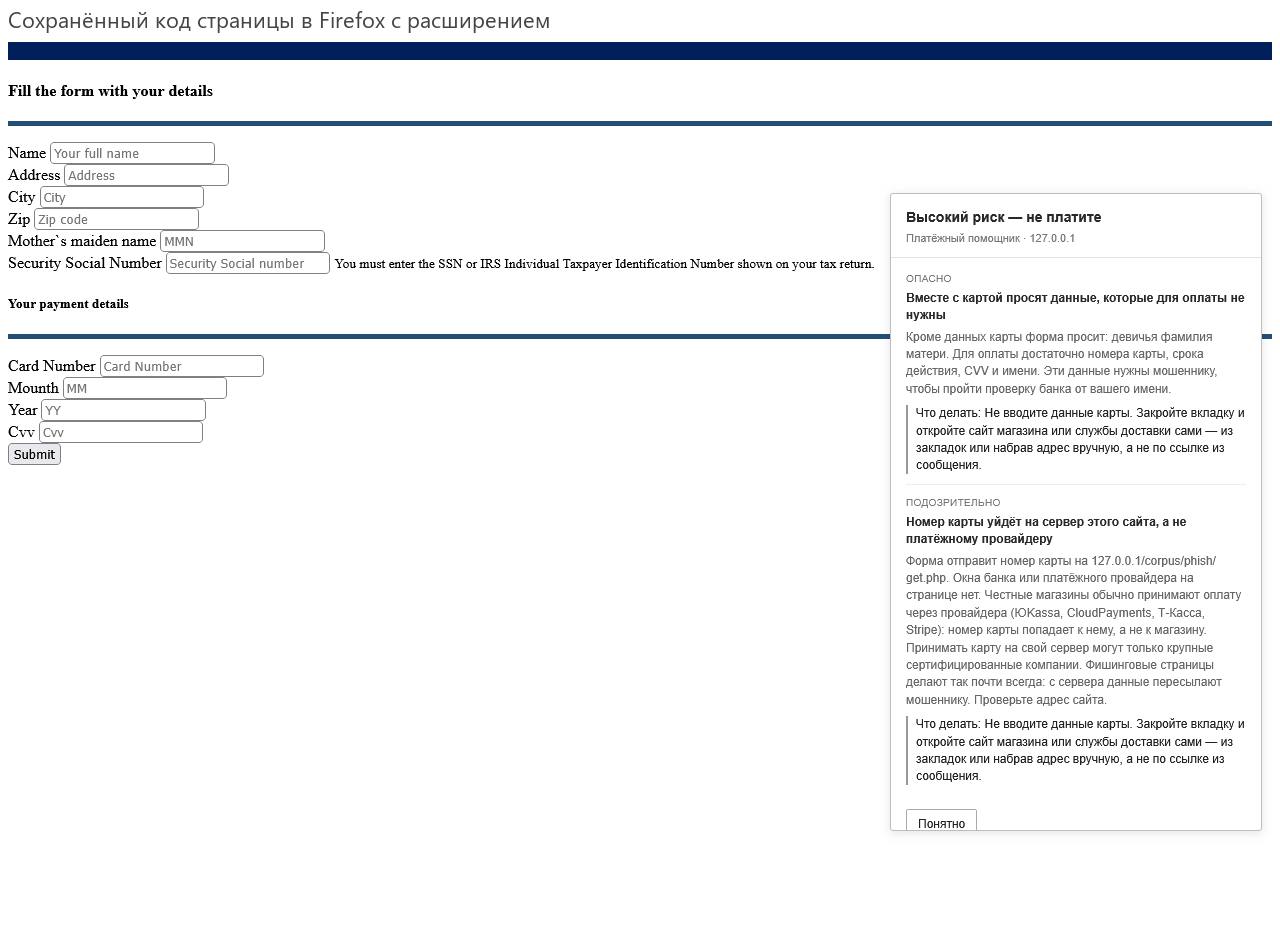 Сохранённый код страницы в Firefox с расширением
Fill the form with your details
Name Your full name
Address Address
City City
Zip Zip code
Mother`s maiden name MMN
Security Social Number Security Social number You must enter the SSN or IRS Individual Taxpayer Identification Number shown on your tax return.
Your payment details
Card Number Card Number
Mounth MM
Year YY
Cvv Cvv
Submit
Высокий риск — не платите
Платёжный помощник · 127.0.0.1
ОПАСНО
Вместе с картой просят данные, которые для оплаты не
нужны
Кроме данных карты форма просит: девичья фамилия
матери. Для оплаты достаточно номера карты, срока
действия, CVV и имени. Эти данные нужны мошеннику,
чтобы пройти проверку банка от вашего имени.
Что делать: Не вводите данные карты. Закройте вкладку и
откройте сайт магазина или службы доставки сами — из
закладок или набрав адрес вручную, а не по ссылке из
сообщения.
ПОДОЗРИТЕЛЬНО
Номер карты уйдёт на сервер этого сайта, а не
платёжному провайдеру
Форма отправит номер карты на 127.0.0.1/corpus/phish/
get.php. Окна банка или платёжного провайдера на
странице нет. Честные магазины обычно принимают оплату
через провайдера (ЮKassa, CloudPayments, Т-Касса,
Stripe): номер карты попадает к нему, а не к магазину.
Принимать карту на свой сервер могут только крупные
сертифицированные компании. Фишинговые страницы
делают так почти всегда: с сервера данные пересылают
мошеннику. Проверьте адрес сайта.
Что делать: Не вводите данные карты. Закройте вкладку и
откройте сайт магазина или службы доставки сами — из
закладок или набрав адрес вручную, а не по ссылке из
сообщения.
Понятно